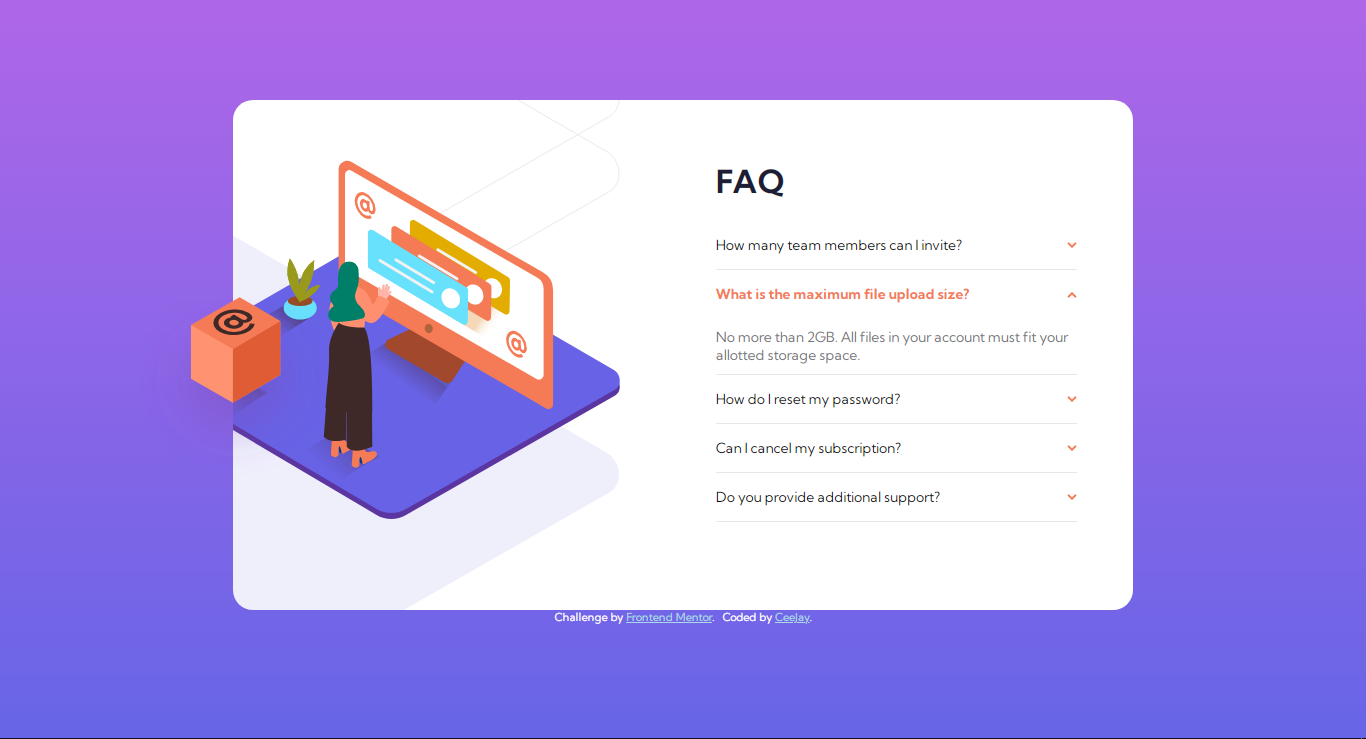 FAQ
How many team members can I invite?
What is the maximum file upload size?
No more than 2GB. All files in your account must fit your
allotted storage space.
How do I reset my password?
Can I cancel my subscription?
Do you provide additional support?
Challenge by Frontend Mentor. Coded by CeeJay.
@
@
@